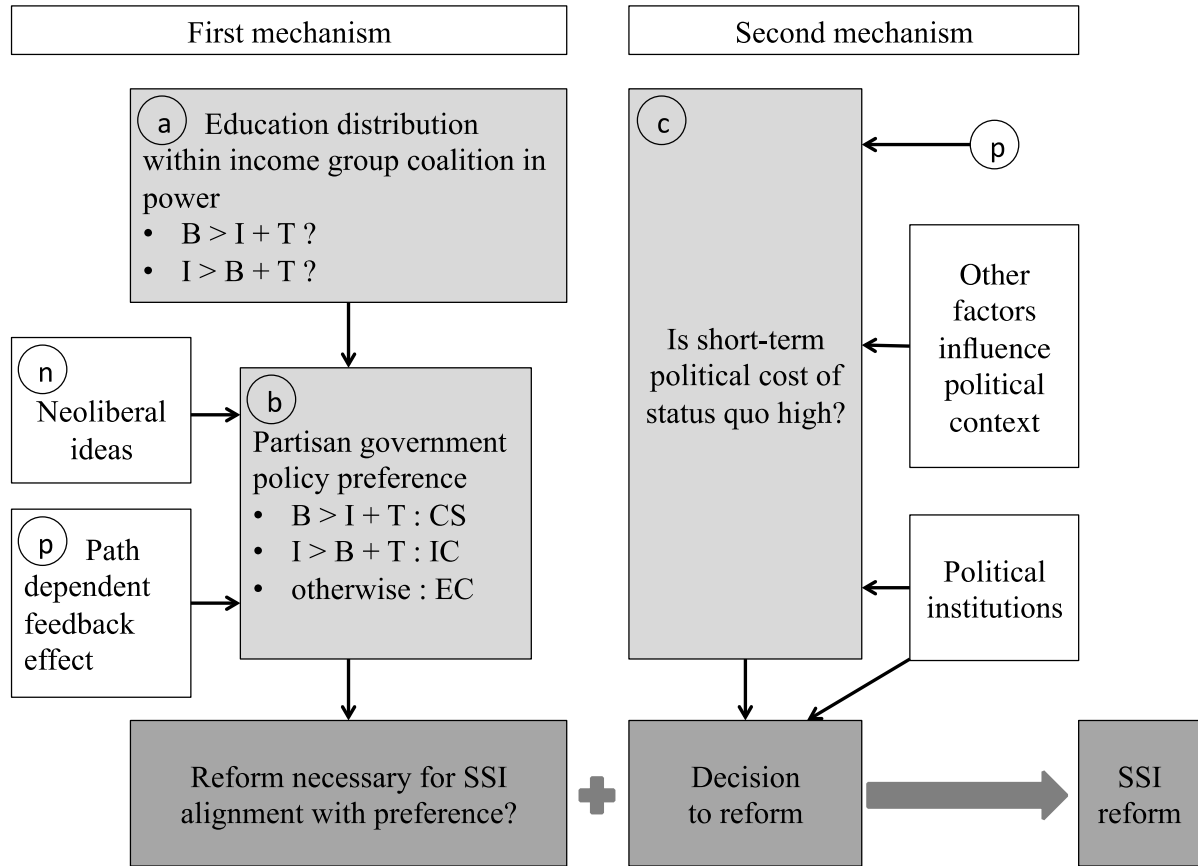 First mechanism
Second mechanism
a Education distribution
within income group coalition in
power
• B > I + T ?
• I > B + T ?
n
Neoliberal
ideas
p Path
dependent
feedback
effect
b
Partisan government
policy preference
• B > I + T : CS
• I > B + T : IC
• otherwise : EC
c
Is short-term
political cost of
status quo high?
p
Other
factors
influence
political
context
Political
institutions
Reform necessary for SSI
alignment with preference?
Decision
to reform
SSI
reform